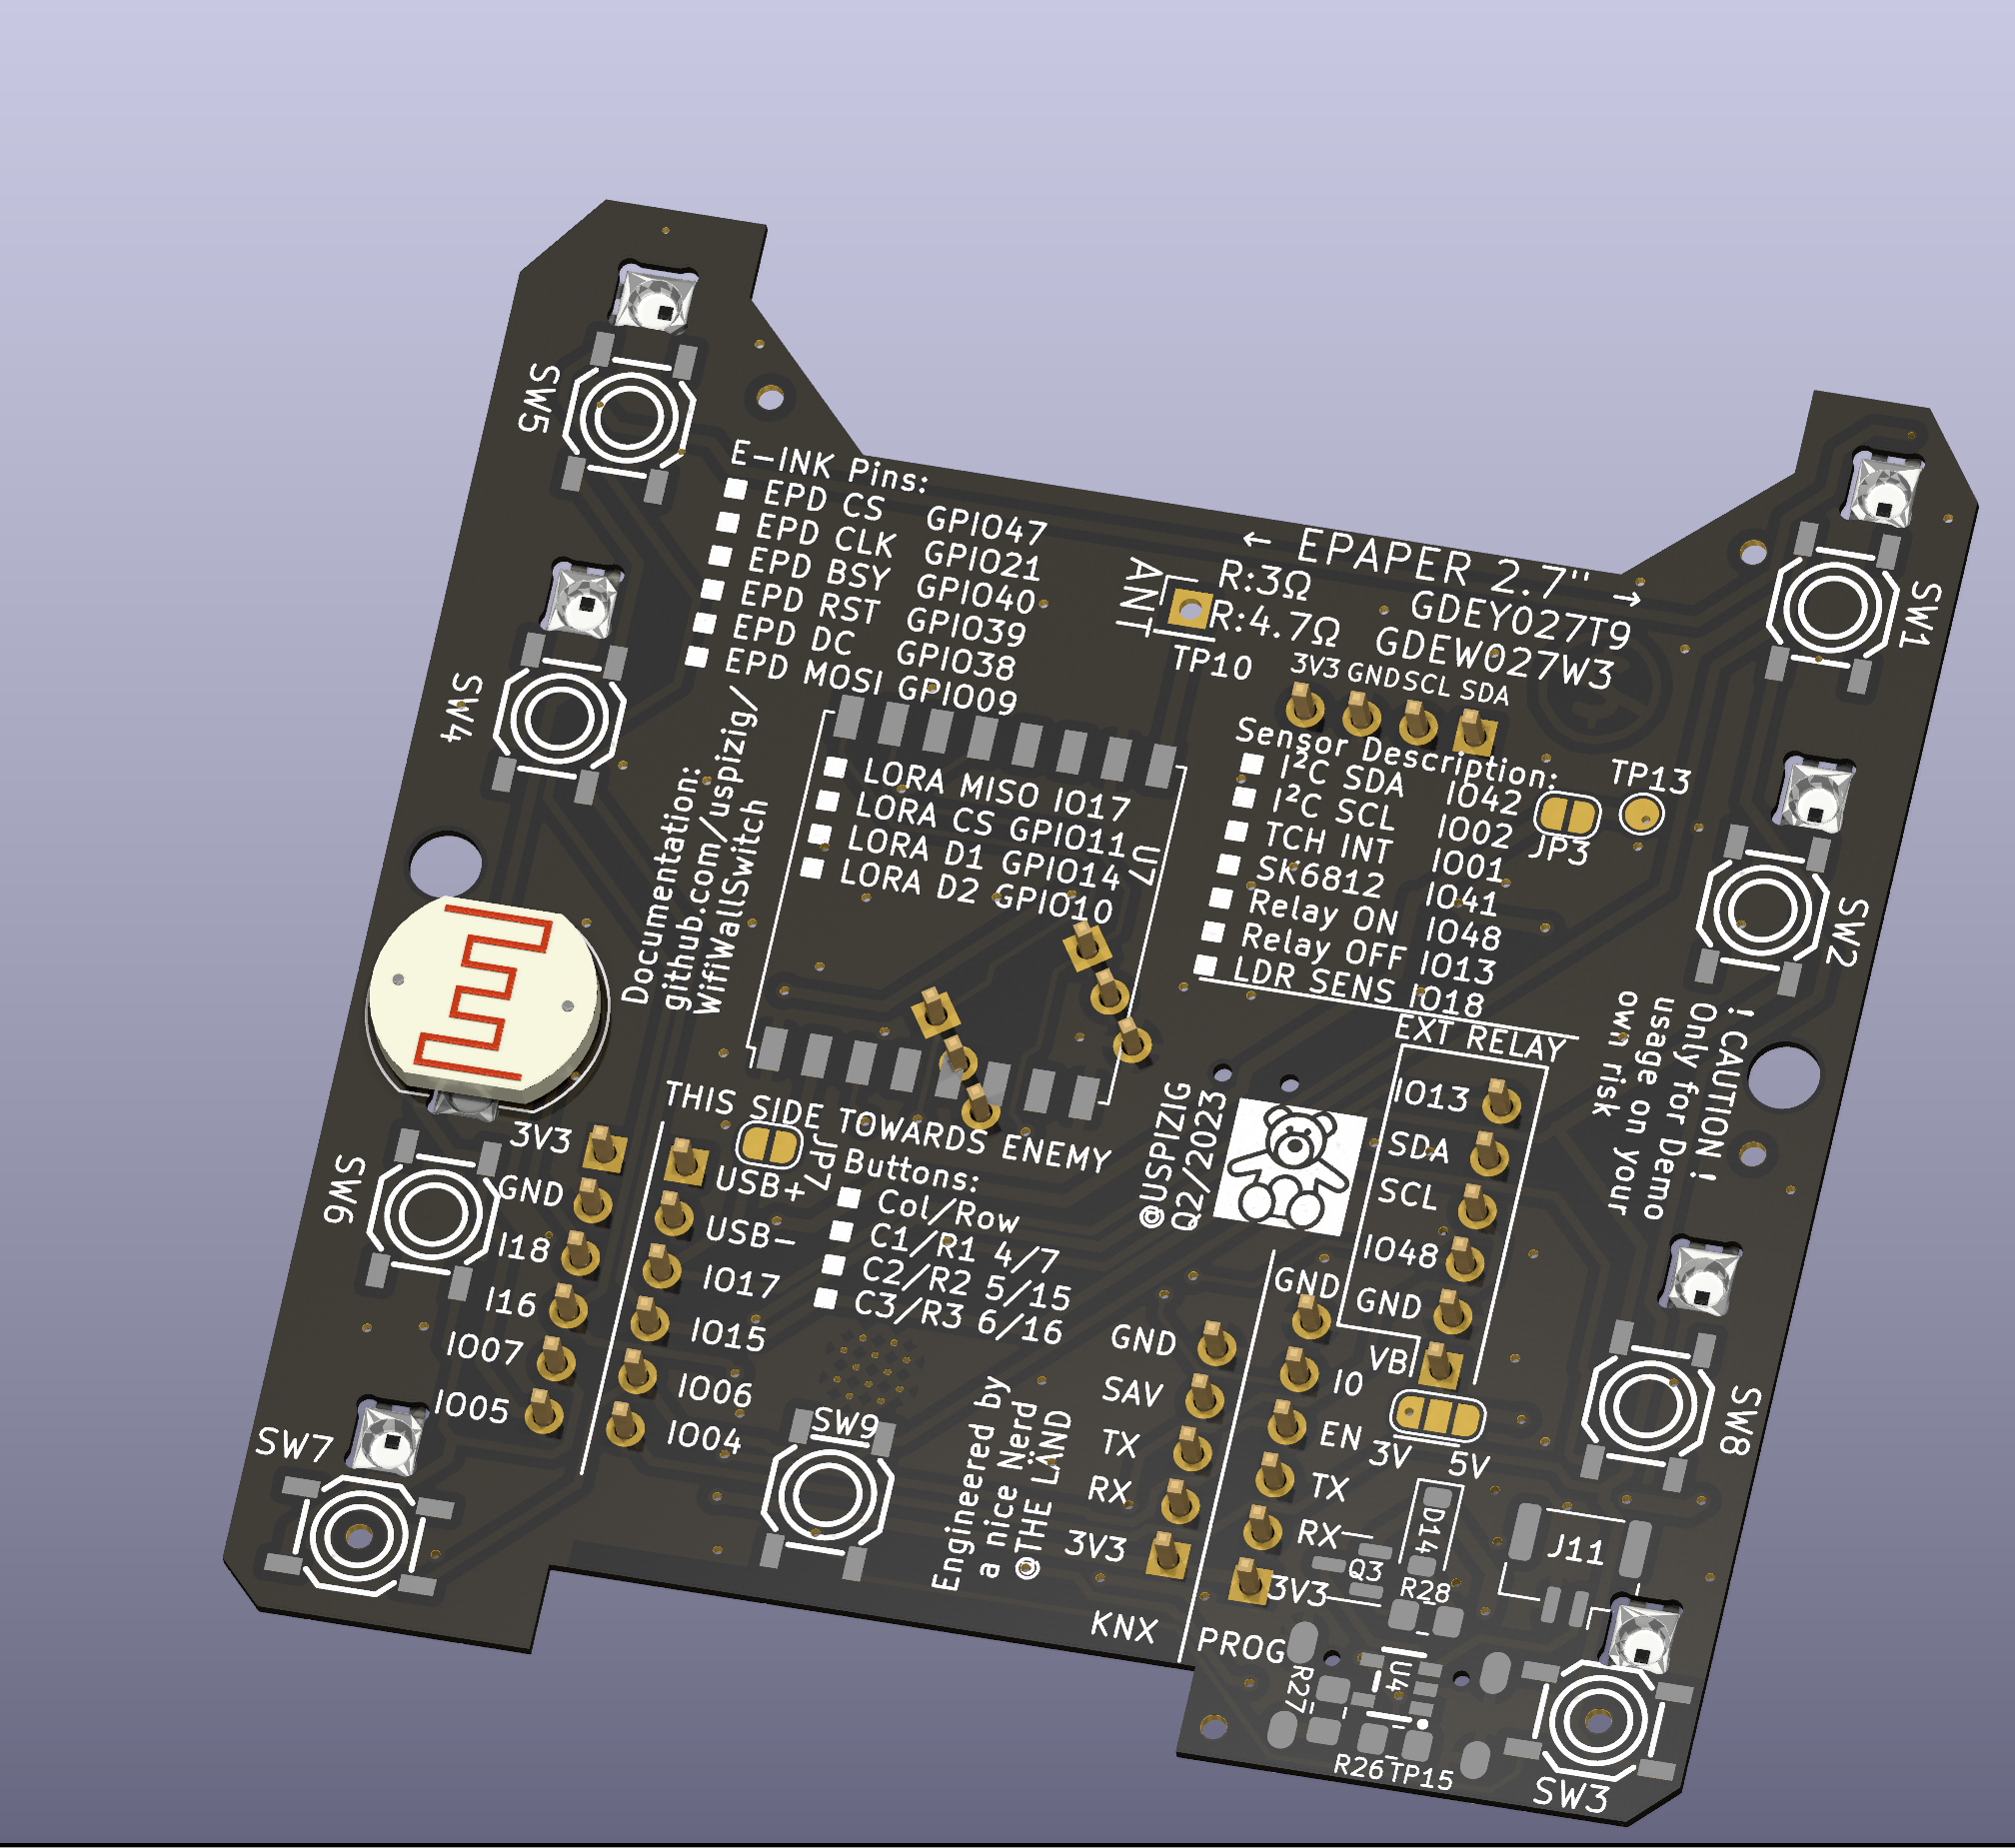 SW5
E-INK Pins:
EPD CS GPIO47
EPD CLK GPIO21
EPD BSY GPIO40
EPD RST GPIO39
EPD DC GPIO38
EPD MOSI GPIO09
← EPAPER 2.7'' →
R:3Ω GDEY027T9
R:4.7Ω GDEW027W3
ANT
TP10
SW1
SW4
3V3 GND SCL SDA
Sensor Description:
I²C SDA IO42
I²C SCL IO02
TCH INT IO01
SK6812 IO41
Relay ON IO48
Relay OFF IO13
LDR SENS IO18
TP13
JP3
Documentation:
github.com/uspizig/
WifiWallSwitch
LORA MISO IO17
LORA CS GPIO11
LORA D1 GPIO14
LORA D2 GPIO10
U7
SW2
! CAUTION !
Only for Demo
usage on your
own risk
EXT RELAY
IO13
SDA
SCL
IO48
GND
VB
3V 5V
THIS SIDE TOWARDS ENEMY
JP7
@USPIZIG
Q2/2023
SW6
3V3
GND
I18
I16
IO07
IO05
USB+
USB-
IO17
IO15
IO06
IO04
Buttons:
Col/Row
C1/R1 4/7
C2/R2 5/15
C3/R3 6/16
SW7
SW9
Engineered by
a nice Nerd
@THE LÄND
GND
SAV
TX
RX
3V3
KNX
GND
IO
EN
TX
RX
3V3
PROG
SW8
D14
Q3
R28
J11
U4
R27
R26 TP15
SW3